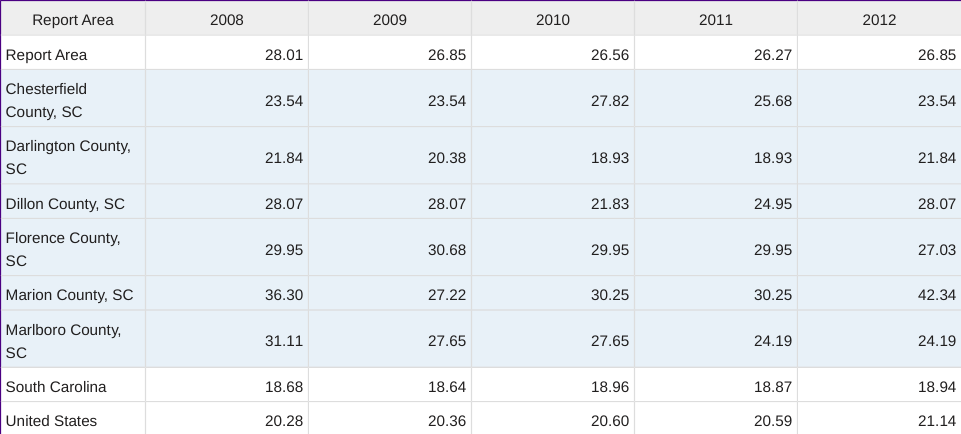 Report Area 2008 2009 2010 2011 2012
Report Area 28.01 26.85 26.56 26.27 26.85
Chesterfield
County, SC 23.54 23.54 27.82 25.68 23.54
Darlington County,
SC 21.84 20.38 18.93 18.93 21.84
Dillon County, SC 28.07 28.07 21.83 24.95 28.07
Florence County,
SC 29.95 30.68 29.95 29.95 27.03
Marion County, SC 36.30 27.22 30.25 30.25 42.34
Marlboro County,
SC 31.11 27.65 27.65 24.19 24.19
South Carolina 18.68 18.64 18.96 18.87 18.94
United States 20.28 20.36 20.60 20.59 21.14